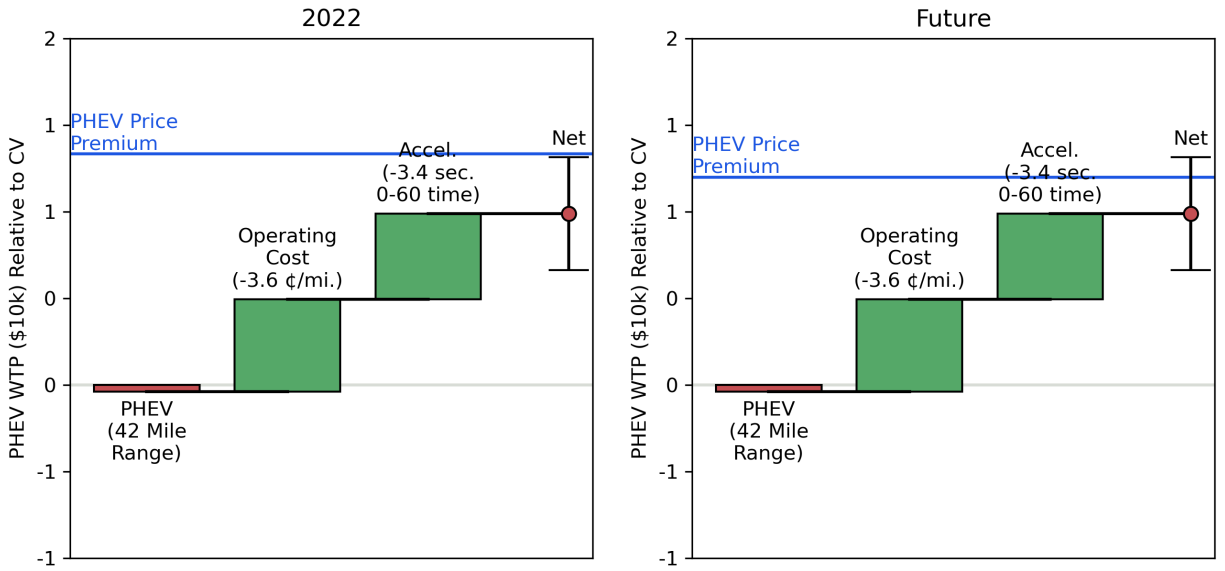 2022
2
1
1
0
0
-1
-1
PHEV WTP ($10k) Relative to CV
PHEV Price
Premium
Accel.
(-3.4 sec.
0-60 time)
Net
Operating
Cost
(-3.6 ¢/mi.)
PHEV
(42 Mile
Range)
Future
2
1
1
0
0
-1
-1
PHEV WTP ($10k) Relative to CV
PHEV Price
Premium
Accel.
(-3.4 sec.
0-60 time)
Net
Operating
Cost
(-3.6 ¢/mi.)
PHEV
(42 Mile
Range)